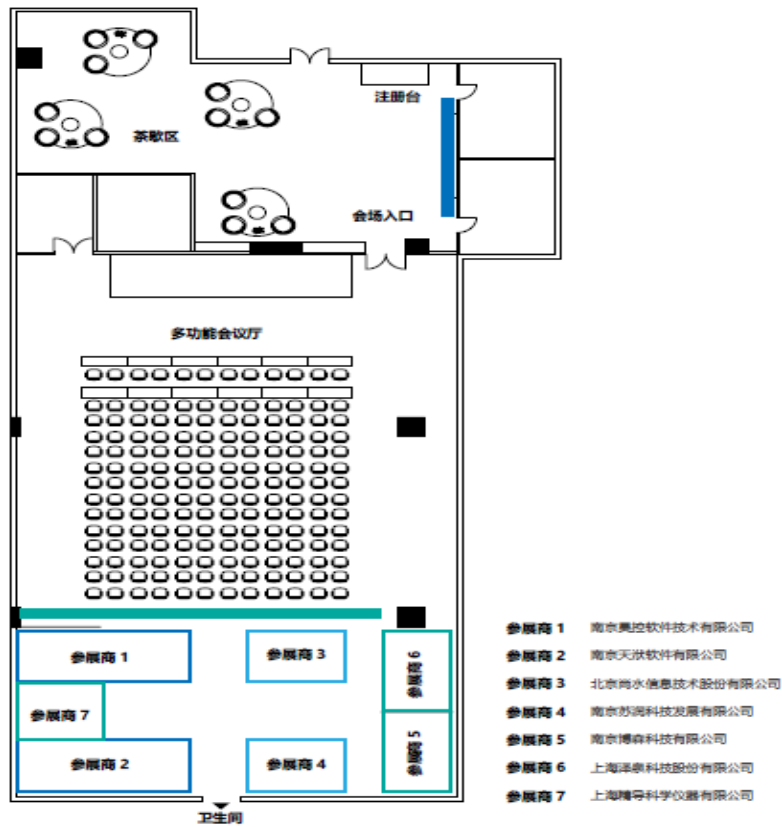 注册台
茶歇区
会场入口
多功能会议厅
参展商 1
参展商 3
参展商 6
参展商 7
参展商 2
参展商 4
参展商 5
卫生间
参展商 1 南京昊控软件技术有限公司
参展商 2 南京天洑软件有限公司
参展商 3 北京尚水信息技术股份有限公司
参展商 4 南京苏润科技发展有限公司
参展商 5 南京博森科技有限公司
参展商 6 上海泽泉科技股份有限公司
参展商 7 上海精导科学仪器有限公司